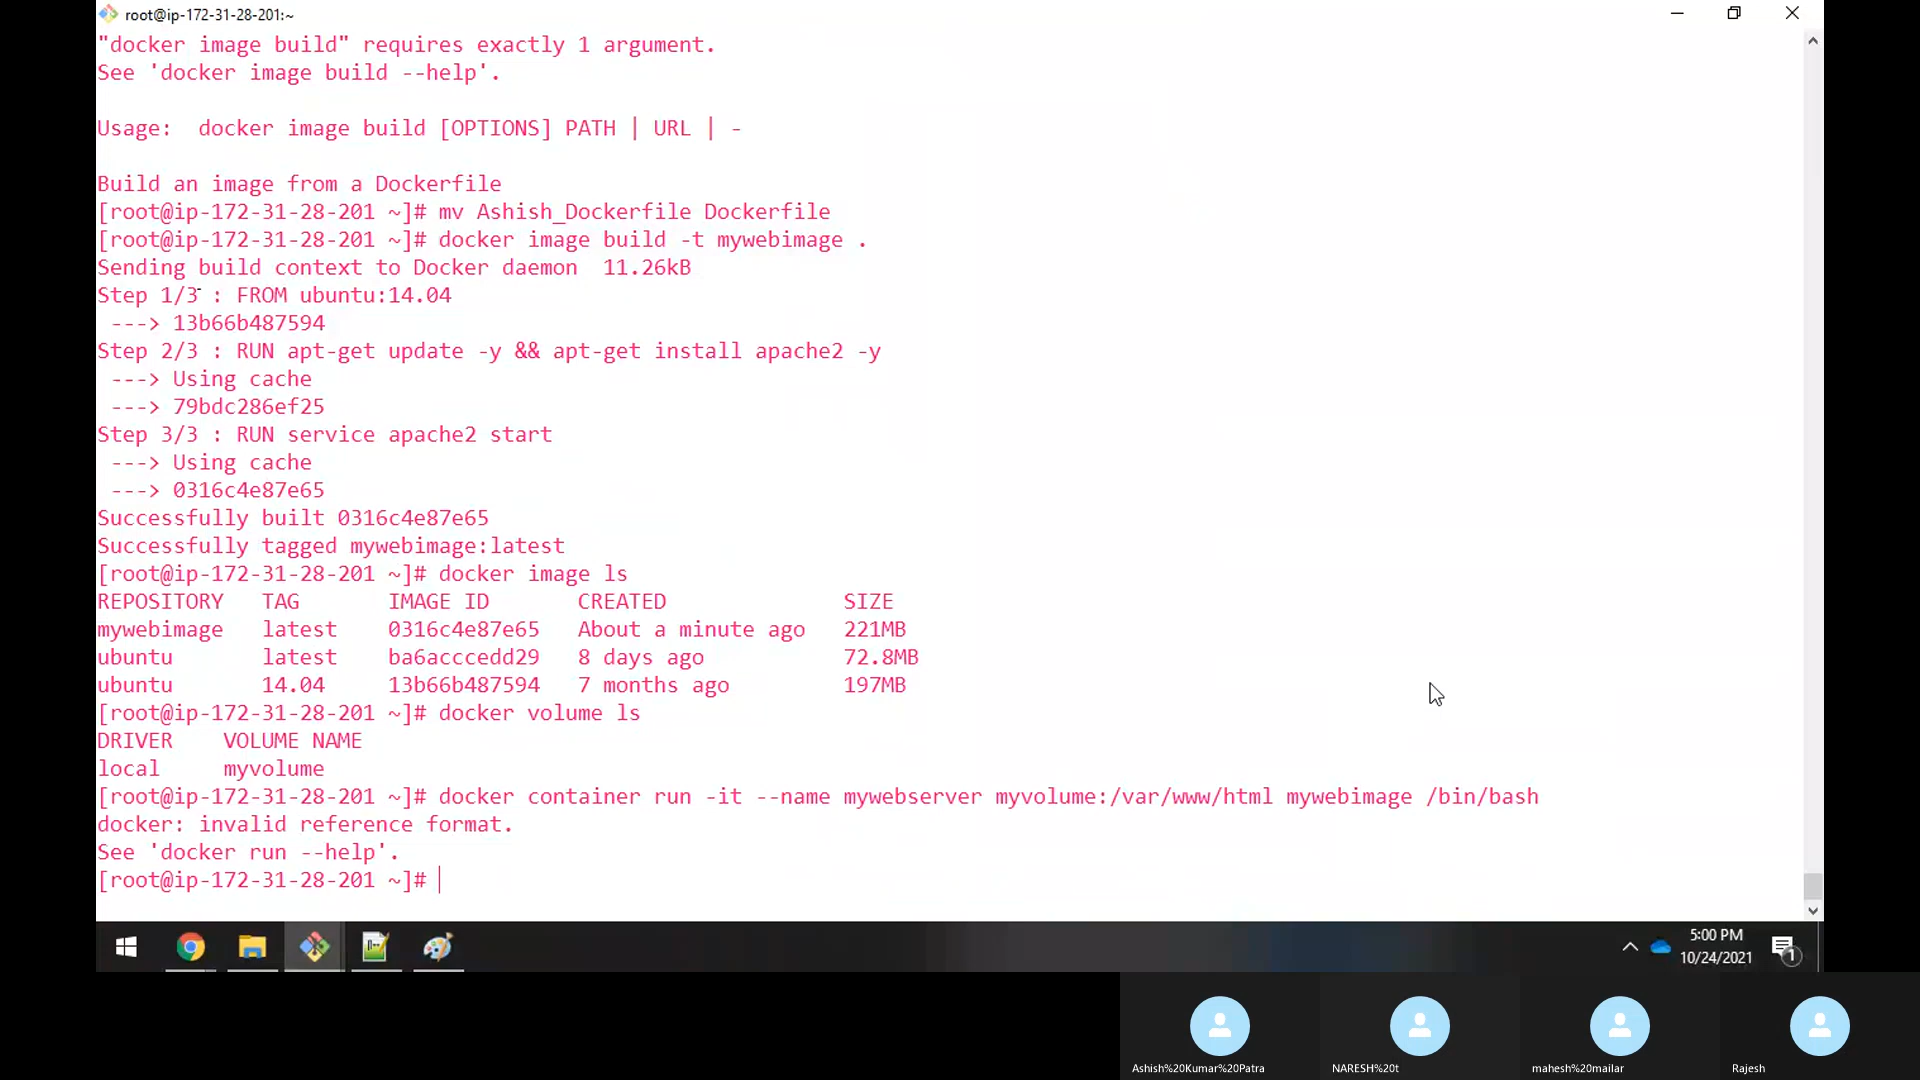 root@ip-172-31-28-201:~
"docker image build" requires exactly 1 argument.
See 'docker image build --help'.
Usage:  docker image build [OPTIONS] PATH | URL | -
Build an image from a Dockerfile
[root@ip-172-31-28-201 ~]# mv Ashish_Dockerfile Dockerfile
[root@ip-172-31-28-201 ~]# docker image build -t mywebimage .
Sending build context to Docker daemon  11.26kB
Step 1/3 : FROM ubuntu:14.04
 ---> 13b66b487594
Step 2/3 : RUN apt-get update -y && apt-get install apache2 -y
 ---> Using cache
 ---> 79bdc286ef25
Step 3/3 : RUN service apache2 start
 ---> Using cache
 ---> 0316c4e87e65
Successfully built 0316c4e87e65
Successfully tagged mywebimage:latest
[root@ip-172-31-28-201 ~]# docker image ls
REPOSITORY   TAG       IMAGE ID       CREATED              SIZE
mywebimage   latest    0316c4e87e65   About a minute ago   221MB
ubuntu       latest    ba6acccedd29   8 days ago           72.8MB
ubuntu       14.04     13b66b487594   7 months ago         197MB
[root@ip-172-31-28-201 ~]# docker volume ls
DRIVER    VOLUME NAME
local     myvolume
[root@ip-172-31-28-201 ~]# docker container run -it --name mywebserver myvolume:/var/www/html mywebimage /bin/bash
docker: invalid reference format.
See 'docker run --help'.
[root@ip-172-31-28-201 ~]#
5:00 PM
10/24/2021
1
Ashish%20Kumar%20Patra
NARESH%20t
mahesh%20mailar
Rajesh